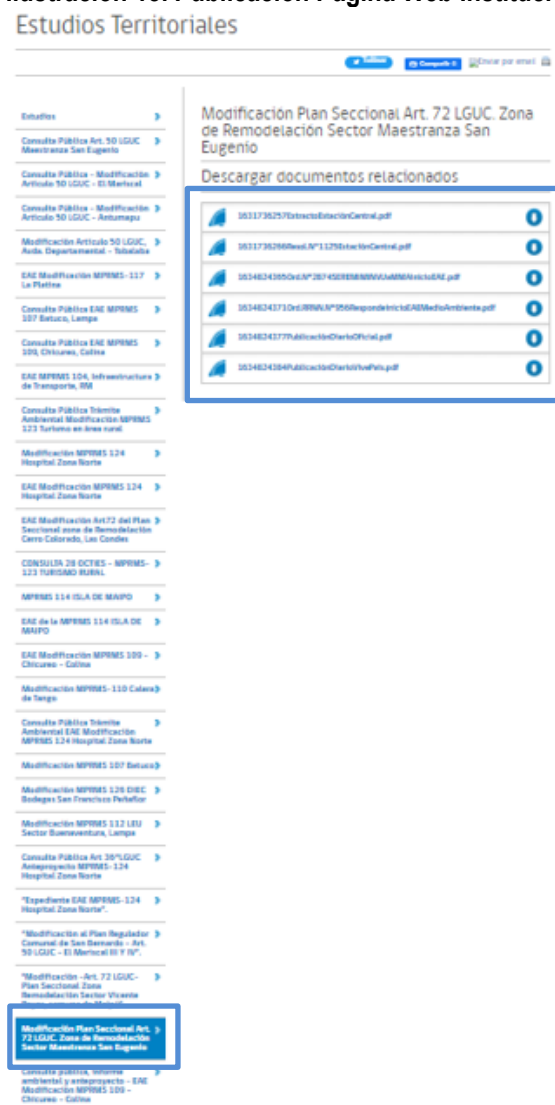 Estudios Territoriales
Compartir 0
Enviar por email
Estudios
Consulta Pública Art. 50 LGUC
Maestranza San Eugenio
Consulta Pública - Modificación
Artículo 50 LGUC - El Mariscal
Consulta Pública - Modificación
Artículo 50 LGUC - Antumapu
Modificación Artículo 50 LGUC,
Avda. Departamental - Tobalaba
EAE Modificación MPRMS-117
La Platina
Consulta Pública EAE MPRMS
107 Batuco, Lampa
Consulta Pública EAE MPRMS
109, Chicureo, Colina
EAE MPRMS 104, Infraestructura
de Transporte, RM
Consulta Pública Trámite
Ambiental Modificación MPRMS
123 Turismo en área rural
Modificación MPRMS 124
Hospital Zona Norte
EAE Modificación MPRMS 124
Hospital Zona Norte
EAE Modificación Art72 del Plan
Seccional zona de Remodelación
Cerro Colorado, Las Condes
CONSULTA 28 OCTIES - MPRMS-
123 TURISMO RURAL
MPRMS 114 ISLA DE MAIPO
EAE de la MPRMS 114 ISLA DE
MAIPO
EAE Modificación MPRMS 109 -
Chicureo - Colina
Modificación MPRMS-110 Calera
de Tango
Consulta Pública Trámite
Ambiental EAE Modificación
MPRMS 124 Hospital Zona Norte
Modificación MPRMS 107 Batuco
Modificación MPRMS 126 DIEC
Bodegas San Francisco Peñaflor
Modificación MPRMS 112 LEU
Sector Buenaventura, Lampa
Consulta Pública Art 36°LGUC
Anteproyecto MPRMS-124
Hospital Zona Norte
"Expediente EAE MPRMS-124
Hospital Zona Norte".
"Modificación al Plan Regulador
Comunal de San Bernardo - Art.
50 LGUC - El Mariscal III Y IV".
"Modificación -Art. 72 LGUC-
Plan Seccional Zona
Remodelación Sector Vicente
Modificación Plan Seccional Art.
72 LGUC. Zona de Remodelación
Sector Maestranza San Eugenio
Consulta pública, informe
ambiental y anteproyecto - EAE
Modificación MPRMS 109 -
Chicureo - Colina
Modificación Plan Seccional Art. 72 LGUC. Zona
de Remodelación Sector Maestranza San
Eugenio
Descargar documentos relacionados
1631736257ExtractoEstaciónCentral.pdf
1631736266Resol.N°1129EstaciónCentral.pdf
1634824365Ord.N°2874SEREMIMINVUaMMAInicioEAE.pdf
1634824371Ord.RRNN.N°956RespondeInicioEAEMedioAmbiente.pdf
1634824377PublicaciónDiarioOficial.pdf
1634824384PublicaciónDiarioVivePaís.pdf